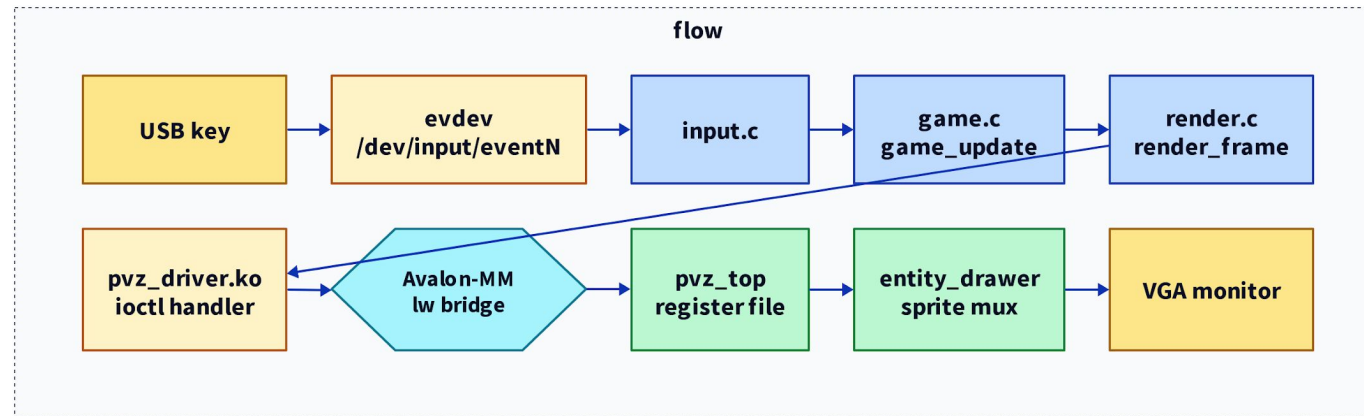 flow
USB key
evdev
/dev/input/eventN
input.c
game.c
game_update
render.c
render_frame
pvz_driver.ko
ioctl handler
Avalon-MM
lw bridge
pvz_top
register file
entity_drawer
sprite mux
VGA monitor